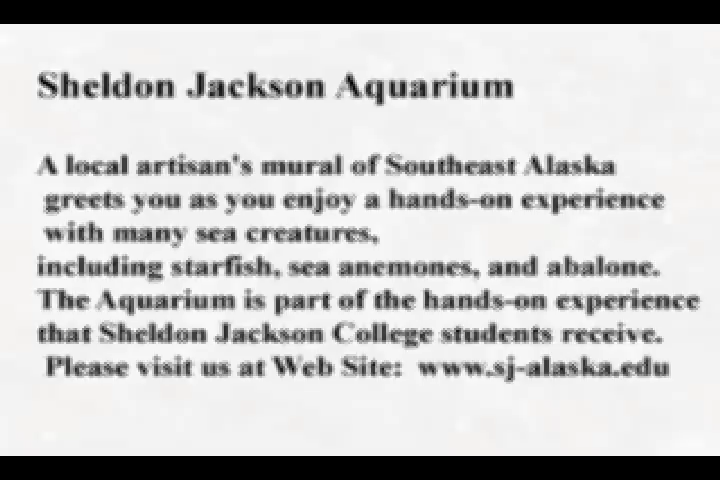 Sheldon Jackson Aquarium
A local artisan's mural of Southeast Alaska
greets you as you enjoy a hands-on experience
with many sea creatures,
including starfish, sea anemones, and abalone.
The Aquarium is part of the hands-on experience
that Sheldon Jackson College students receive.
Please visit us at Web Site: www.sj-alaska.edu